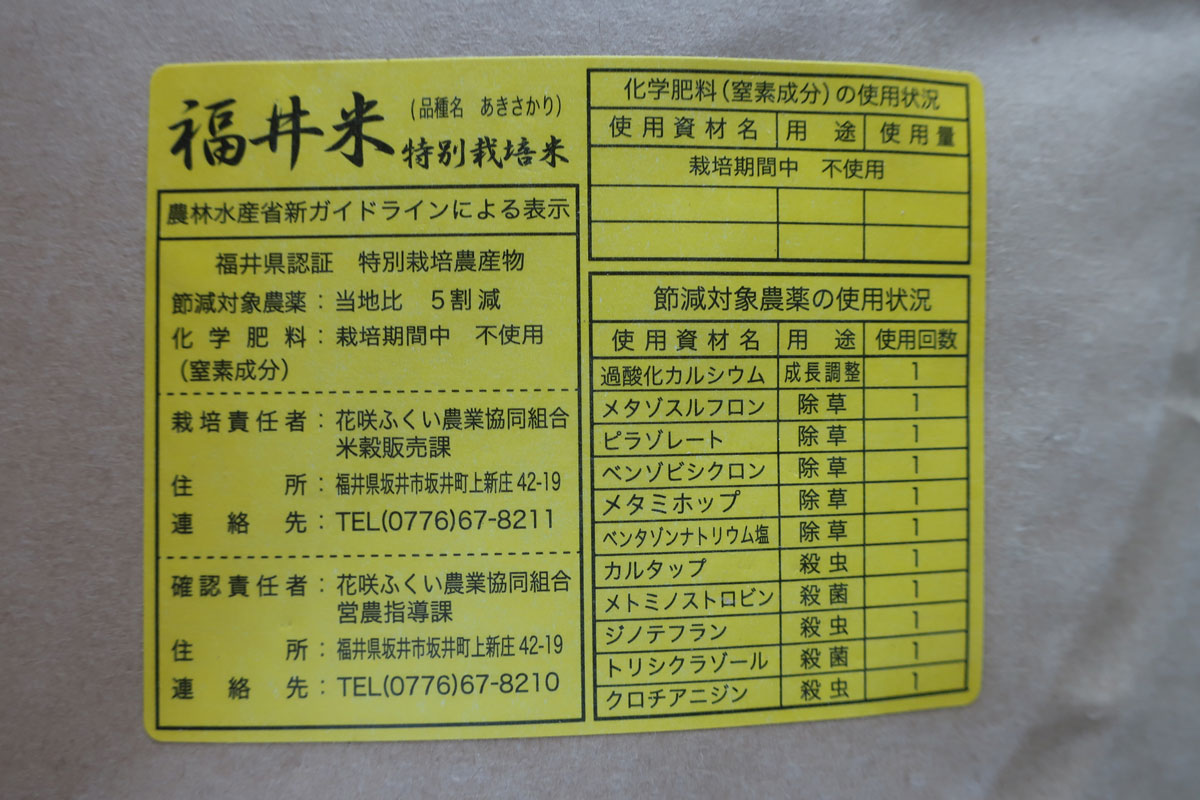 福井米
(品種名 あきさかり)
特別栽培米
農林水産省新ガイドラインによる表示
福井県認証 特別栽培農産物
節減対象農薬：当地比 5割減
化学肥料：栽培期間中 不使用
（窒素成分）
栽培責任者：花咲ふくい農業協同組合
米穀販売課
住所：福井県坂井市坂井町上新庄42-19
連絡先：TEL(0776)67-8211
確認責任者：花咲ふくい農業協同組合
営農指導課
住所：福井県坂井市坂井町上新庄42-19
連絡先：TEL(0776)67-8210
化学肥料（窒素成分）の使用状況
使用資材名 用途 使用量
栽培期間中 不使用
節減対象農薬の使用状況
使用資材名 用途 使用回数
過酸化カルシウム 成長調整 1
メタゾスルフロン 除草 1
ピラゾレート 除草 1
ベンゾビシクロン 除草 1
メタミホップ 除草 1
ベンタゾンナトリウム塩 除草 1
カルタップ 殺虫 1
メトミノストロビン 殺菌 1
ジノテフラン 殺虫 1
トリシクラゾール 殺菌 1
クロチアニジン 殺虫 1